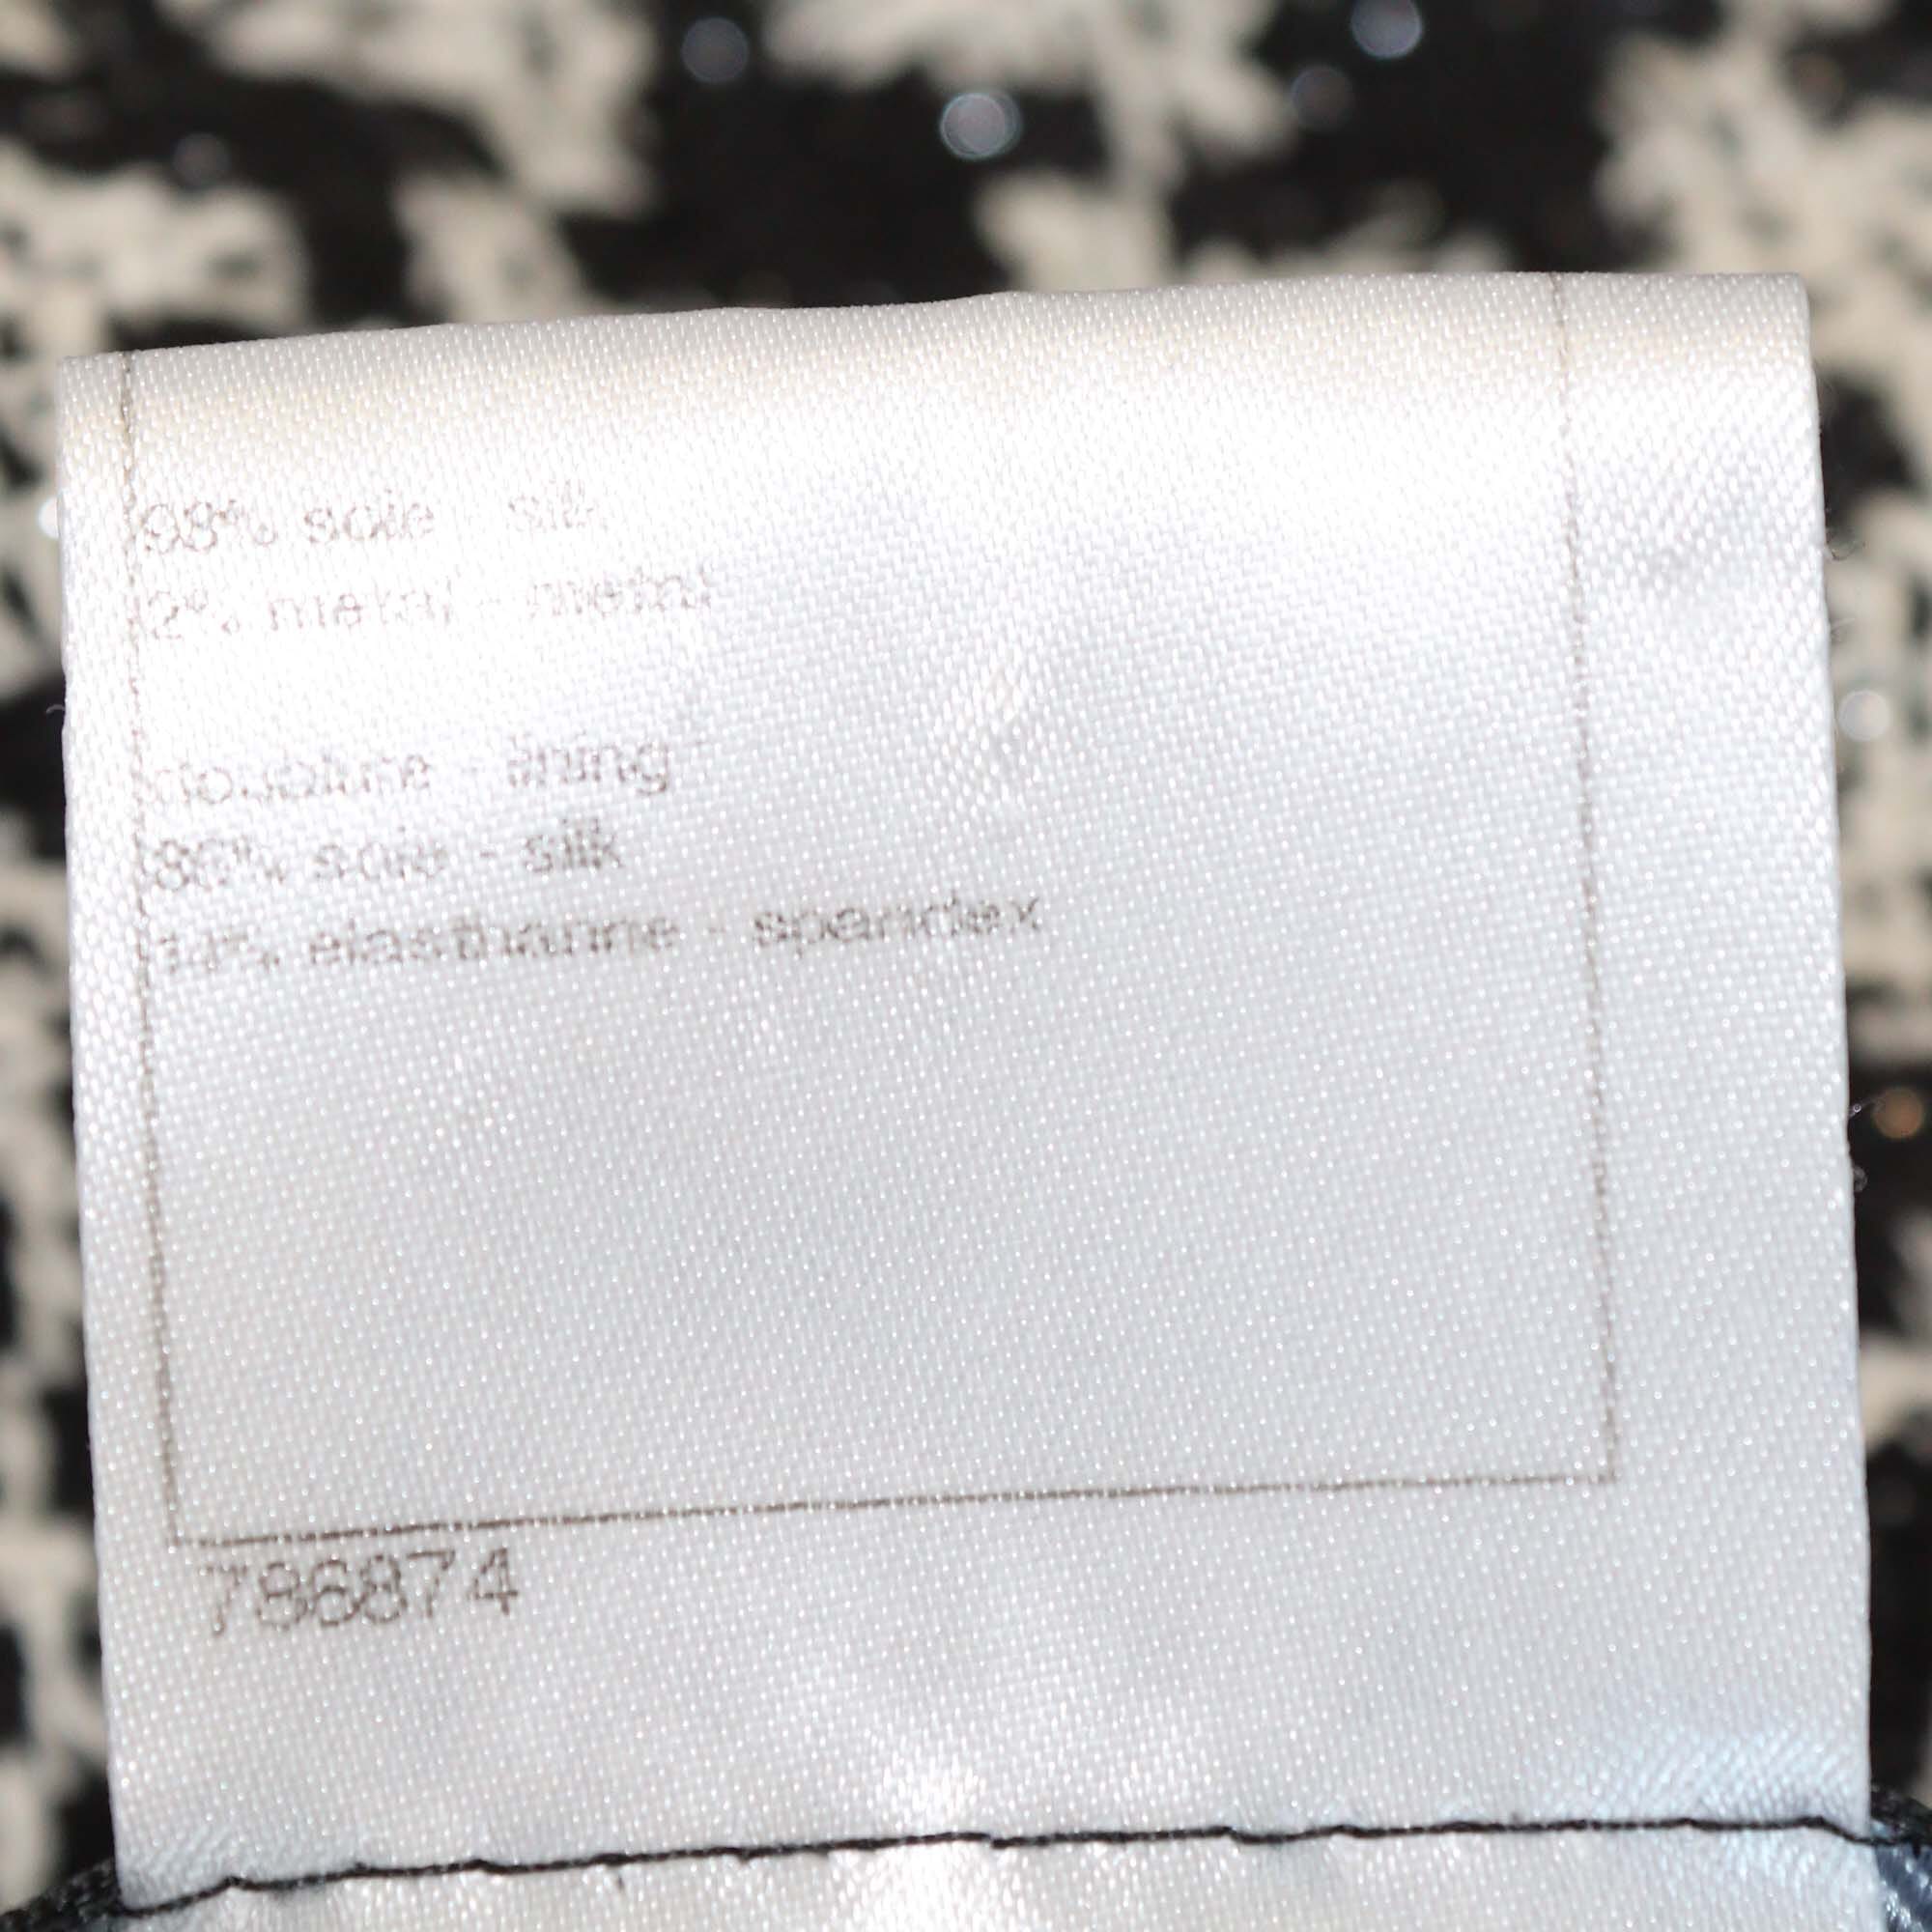 98% soie - silk
2% metal - metal
doublure - lining
86% soie - silk
14% elasthanne - spandex
786874